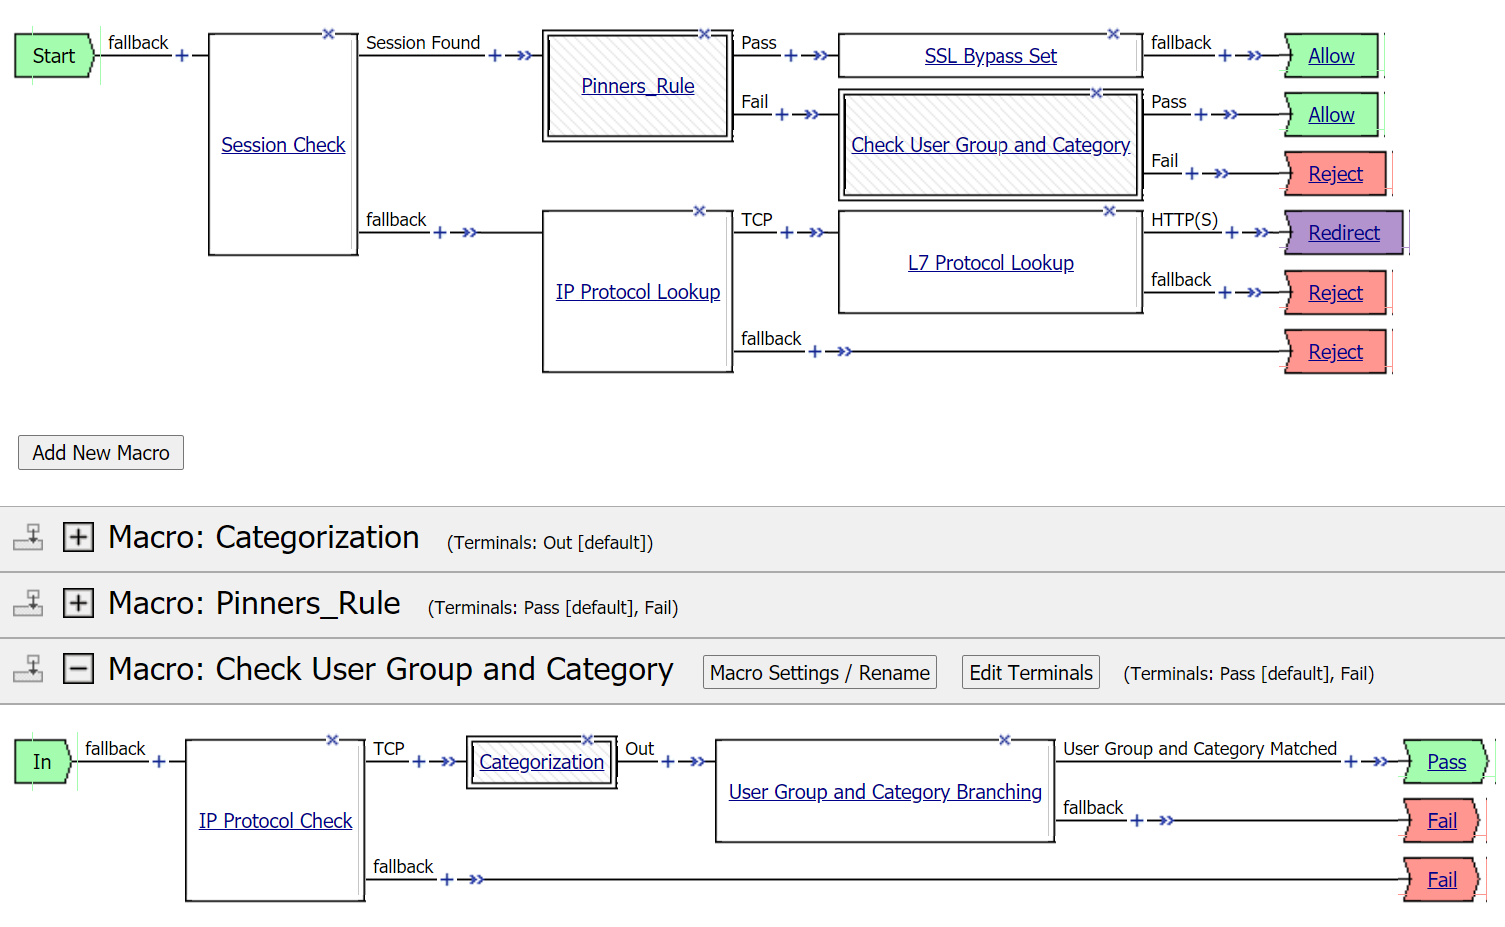 Start
fallback
Session Check
Session Found
Pinners_Rule
Pass
SSL Bypass Set
fallback
Allow
Fail
Check User Group and Category
Pass
Allow
Fail
Reject
fallback
IP Protocol Lookup
TCP
L7 Protocol Lookup
HTTP(S)
Redirect
fallback
Reject
fallback
Reject
Add New Macro
Macro: Categorization (Terminals: Out [default])
Macro: Pinners_Rule (Terminals: Pass [default], Fail)
Macro: Check User Group and Category Macro Settings / Rename Edit Terminals (Terminals: Pass [default], Fail)
In
fallback
IP Protocol Check
TCP
Categorization
Out
User Group and Category Branching
User Group and Category Matched
Pass
fallback
Fail
fallback
Fail